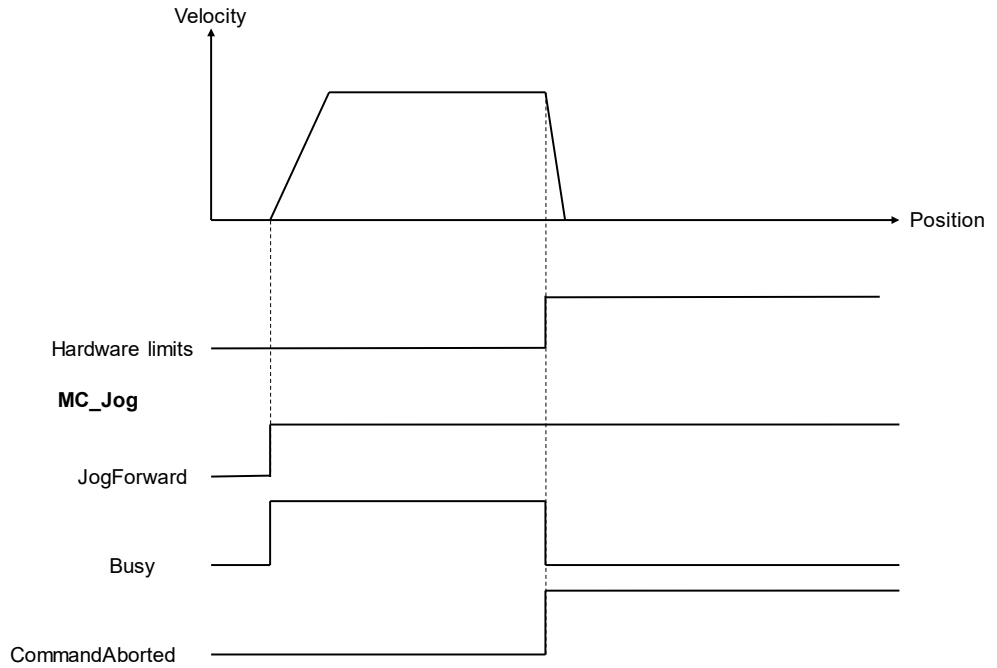 Velocity
Position
Hardware limits
MC_Jog
JogForward
Busy
CommandAborted